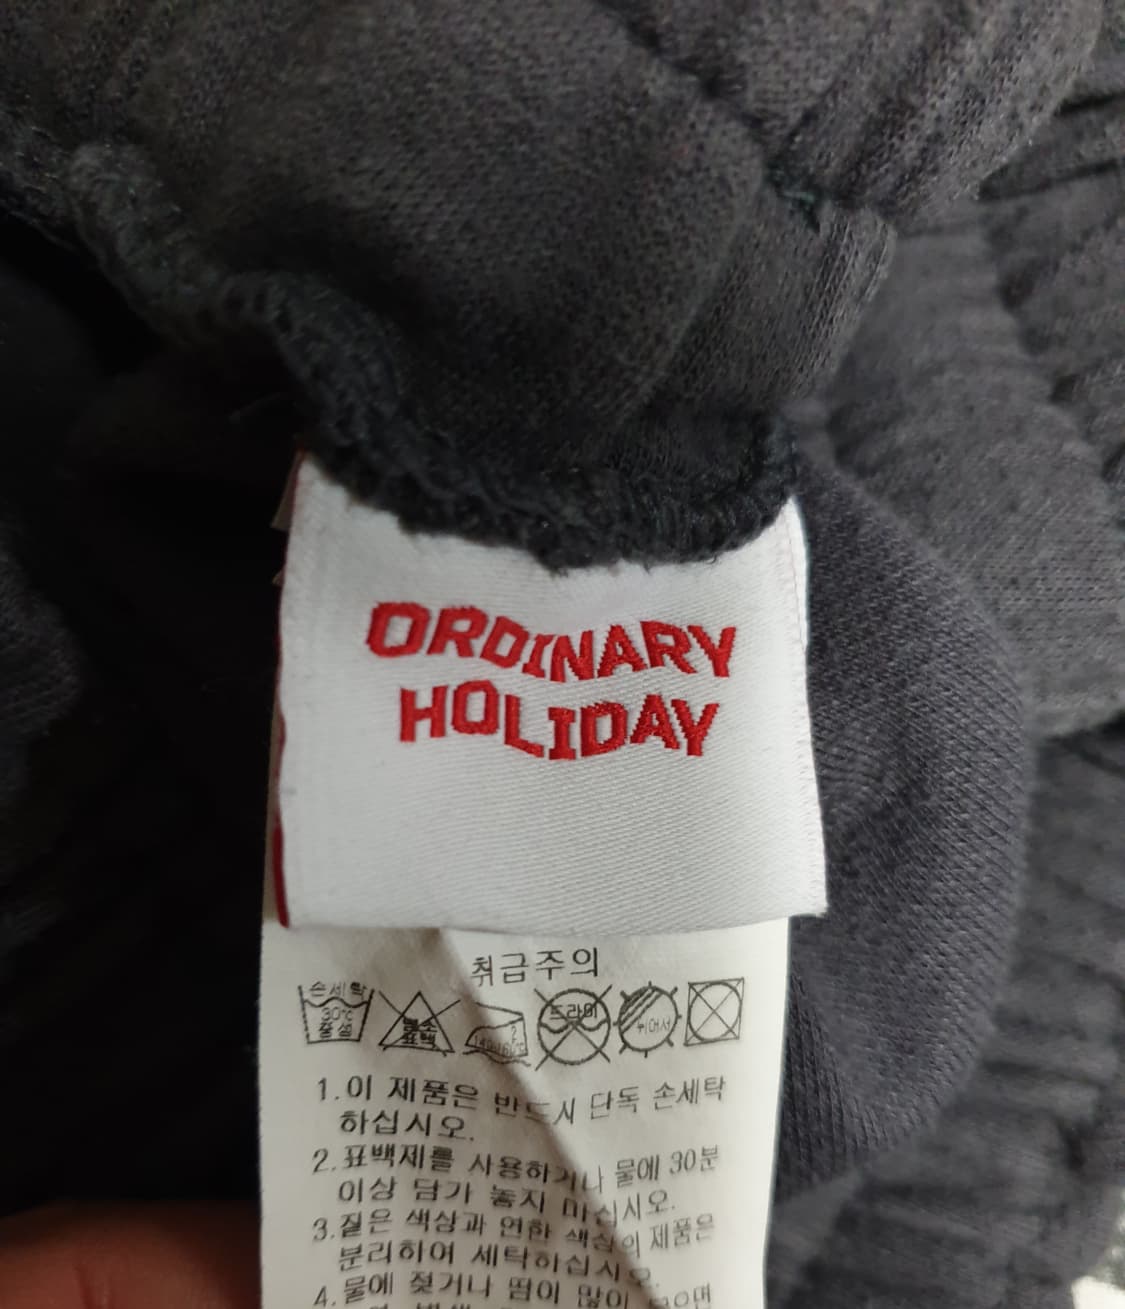 ORDINARY
HOLIDAY
취급주의
손세탁
30℃
중성
염소
표백
드라이
뉘어서
1.이 제품은 반드시 단독 손세탁
하십시오.
2.표백제를 사용하거나 물에 30분
이상 담가 놓지 마십시오.
3.짙은 색상과 연한 색상의 제품은
분리하여 세탁하십시오.
4.물에 젖거나 땀이 많이